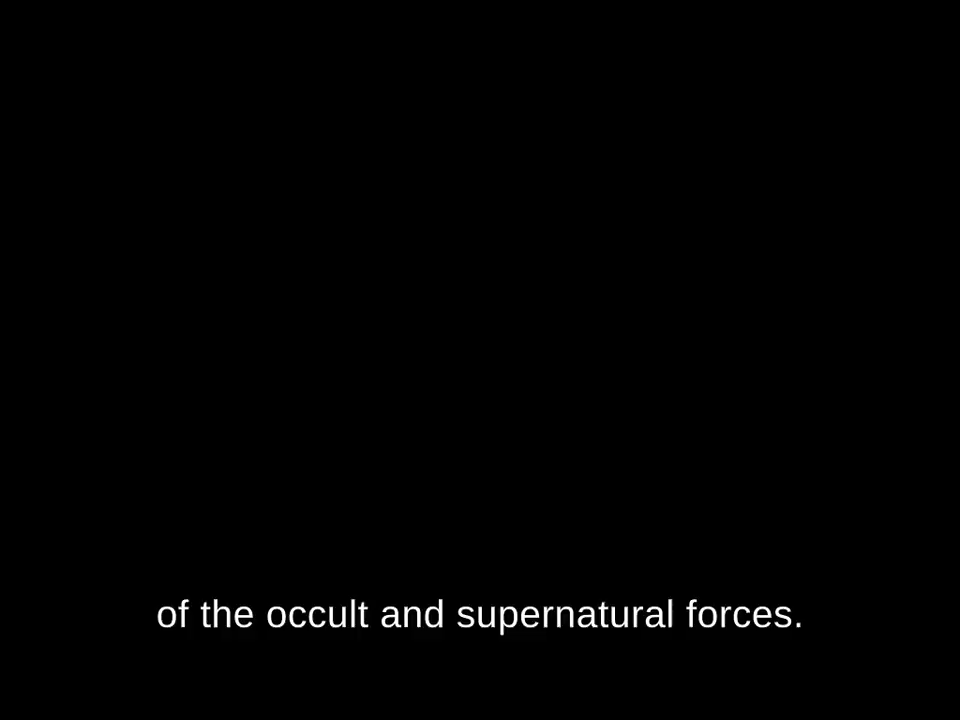 of the occult and supernatural forces.